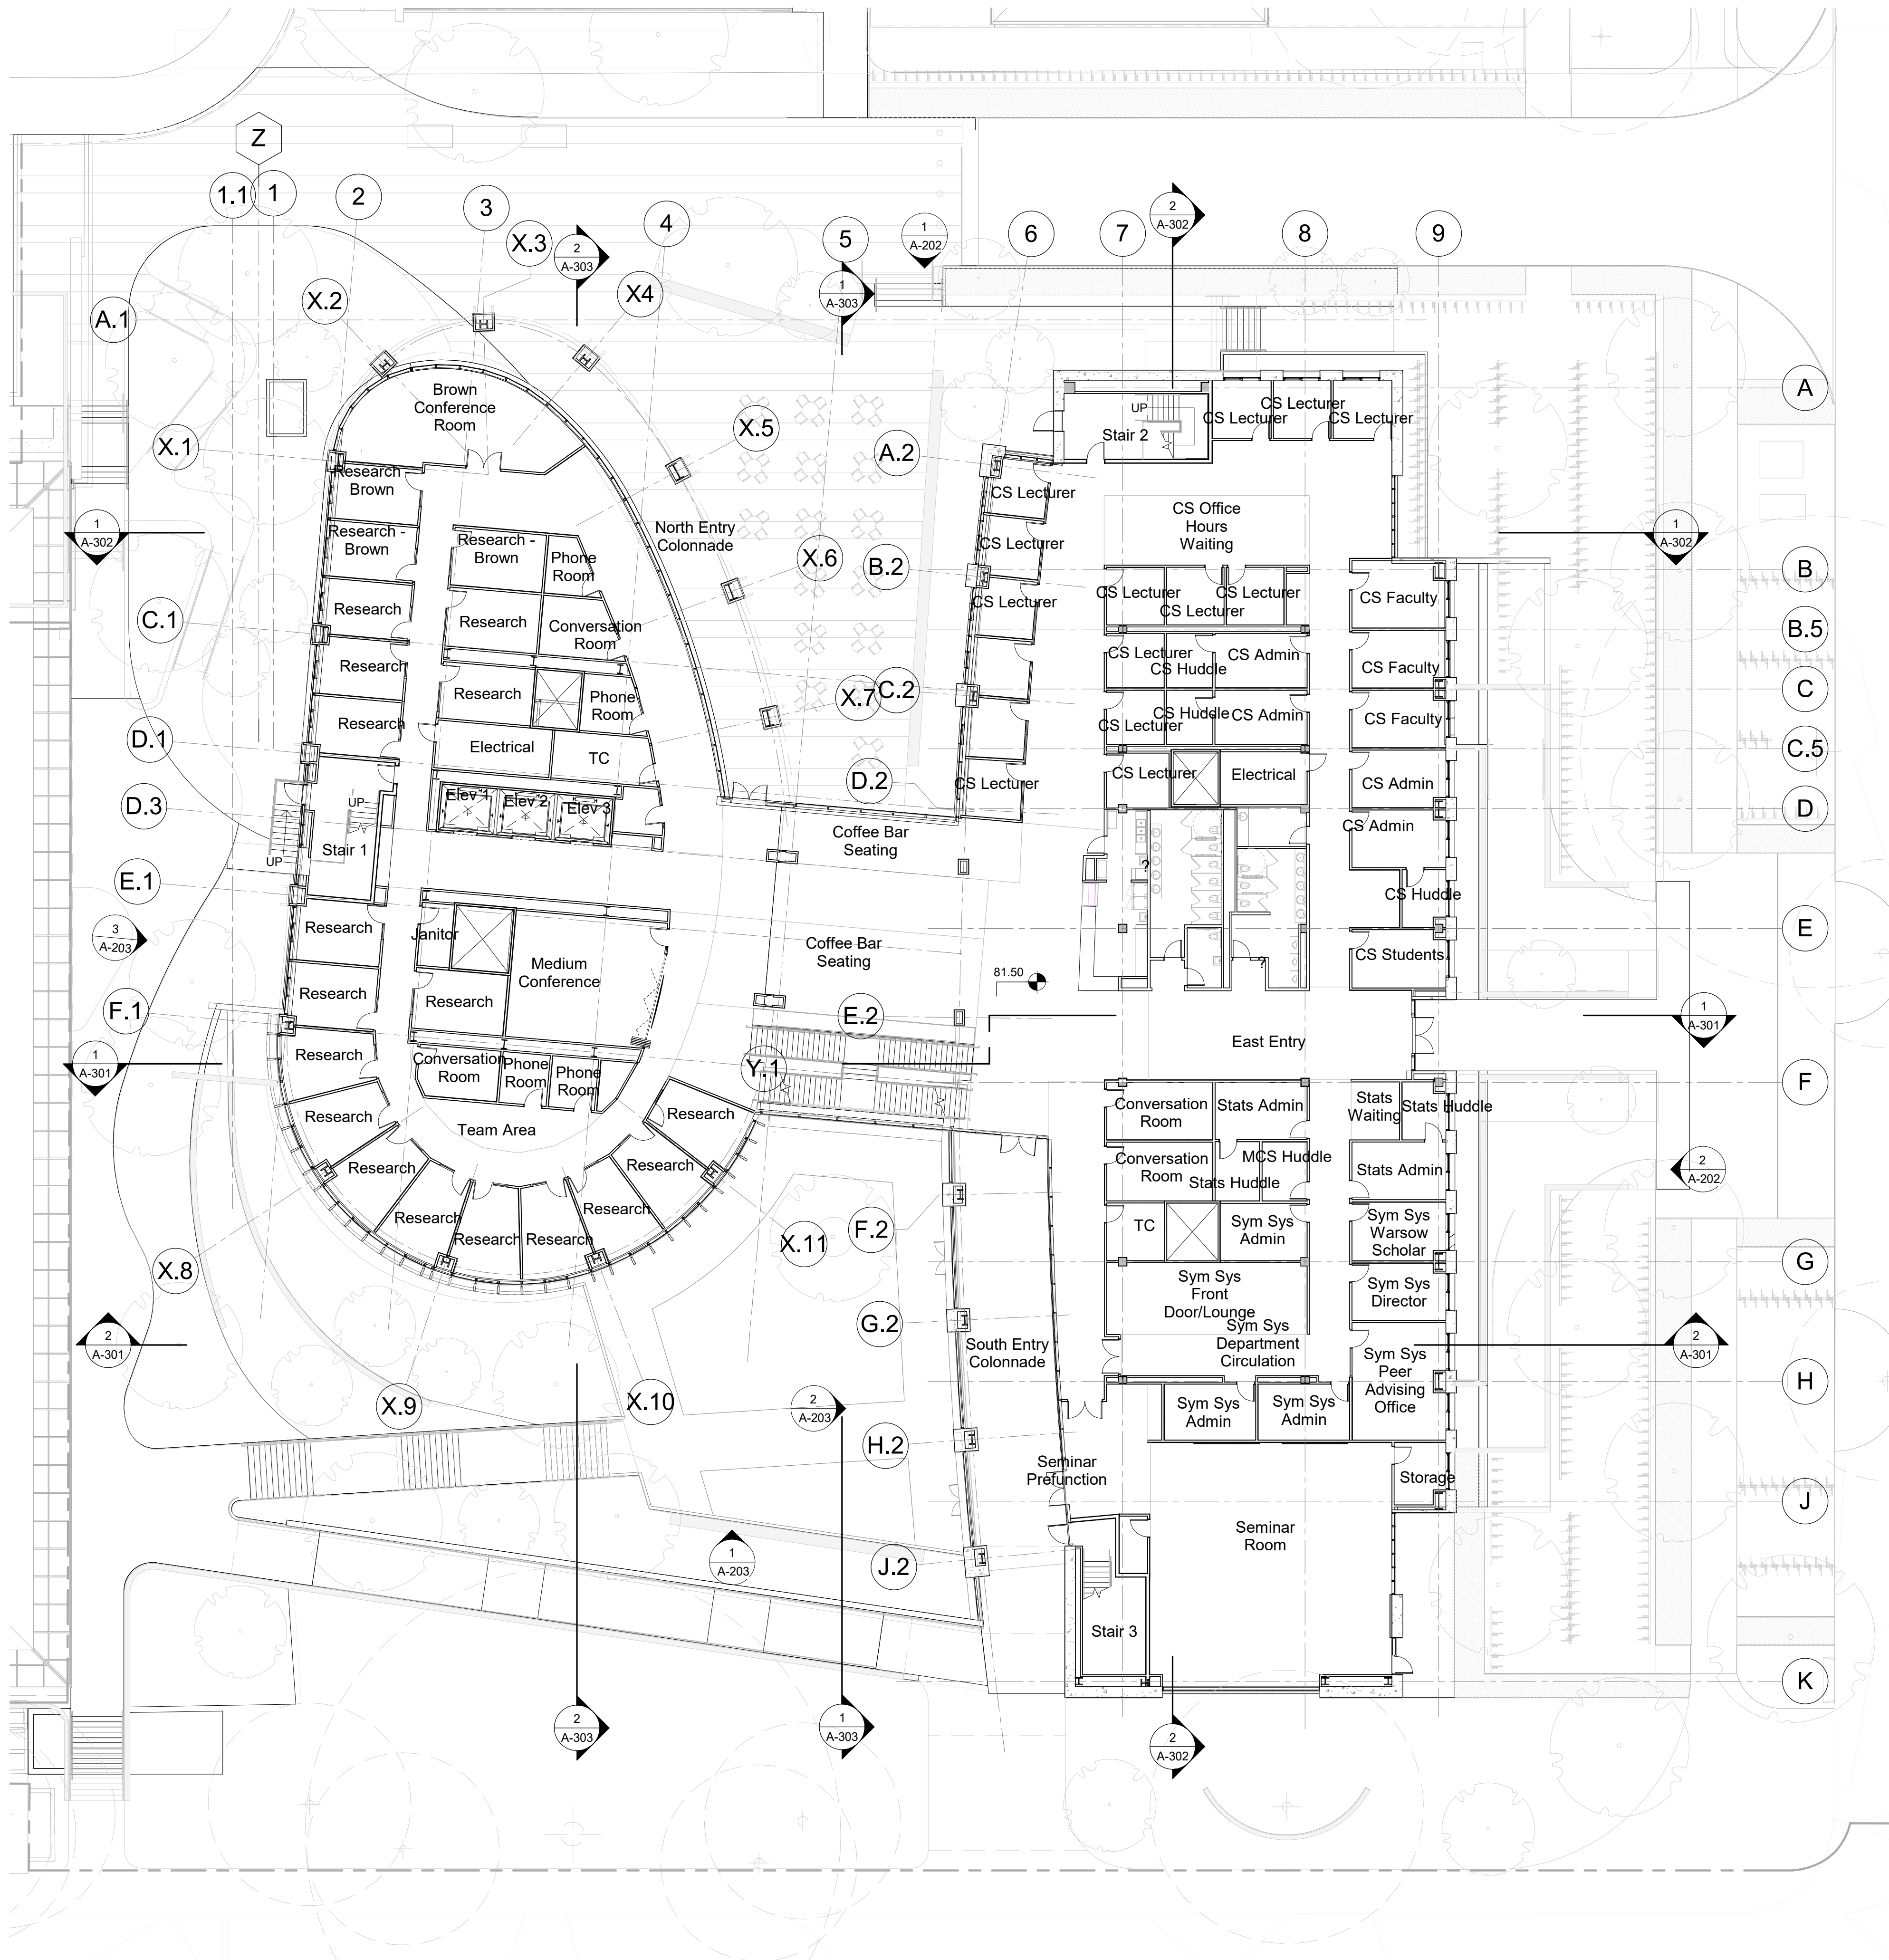 Z
1.1
1
2
3
X.3
2
A-303
4
5
1
A-202
6
7
2
A-302
8
9
X.2
X4
1
A-303
A.1
A
Brown
Conference
Room
UP
Stair 2
CS Lecturer
CS Lecturer
CS Lecturer
X.1
X.5
A.2
Research -
Brown
CS Lecturer
1
A-302
Research -
Brown
Research -
Brown
Phone
Room
North Entry
Colonnade
X.6
B.2
CS Lecturer
CS Office
Hours
Waiting
1
A-302
B
C.1
Research
Research
Conversation
Room
CS Lecturer
CS Lecturer
CS Lecturer
CS Lecturer
CS Faculty
B.5
Research
CS Lecturer
CS Huddle
CS Admin
CS Faculty
Research
Phone
Room
X.7
C.2
C
D.1
Research
CS Lecturer
CS Huddle
CS Admin
CS Faculty
Electrical
TC
C.5
D.2
CS Lecturer
CS Lecturer
Electrical
CS Admin
D.3
UP
Elev 1
Elev 2
Elev 3
D
Stair 1
UP
Coffee Bar
Seating
CS Admin
?
E.1
CS Huddle
3
A-203
Research
Janitor
Medium
Conference
Coffee Bar
Seating
E
CS Students
?
81.50
F.1
Research
Research
E.2
1
A-301
1
A-301
Research
Conversation
Room
Phone
Room
Phone
Room
Y.1
East Entry
F
Research
Team Area
Research
Conversation
Room
Stats Admin
Stats
Waiting
Stats Huddle
Research
Research
Conversation
Room
MCS Huddle
Stats Huddle
Stats Admin
2
A-202
Research
Research
Research
Research
X.11
F.2
TC
Sym Sys
Admin
Sym Sys
Warsow
Scholar
X.8
G
Sym Sys
Front
Door/Lounge
Sym Sys
Director
2
A-301
G.2
South Entry
Colonnade
Sym Sys
Department
Circulation
Sym Sys
Peer
Advising
Office
2
A-301
H
X.9
X.10
2
A-203
Sym Sys
Admin
Sym Sys
Admin
H.2
Seminar
Prefunction
Storage
J
Seminar
Room
1
A-203
J.2
Stair 3
K
2
A-303
1
A-303
2
A-302